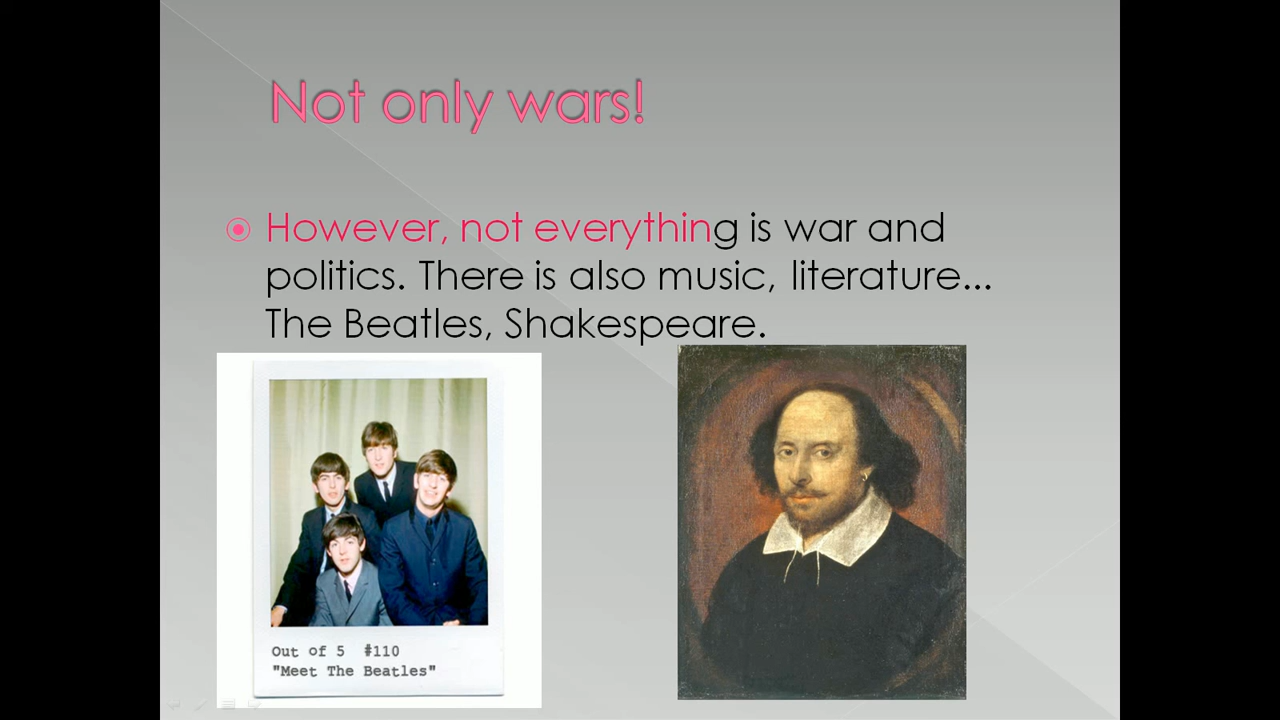 Not only wars!
However, not everything is war and
politics. There is also music, literature...
The Beatles, Shakespeare.
Out of 5 #110
"Meet The Beatles"